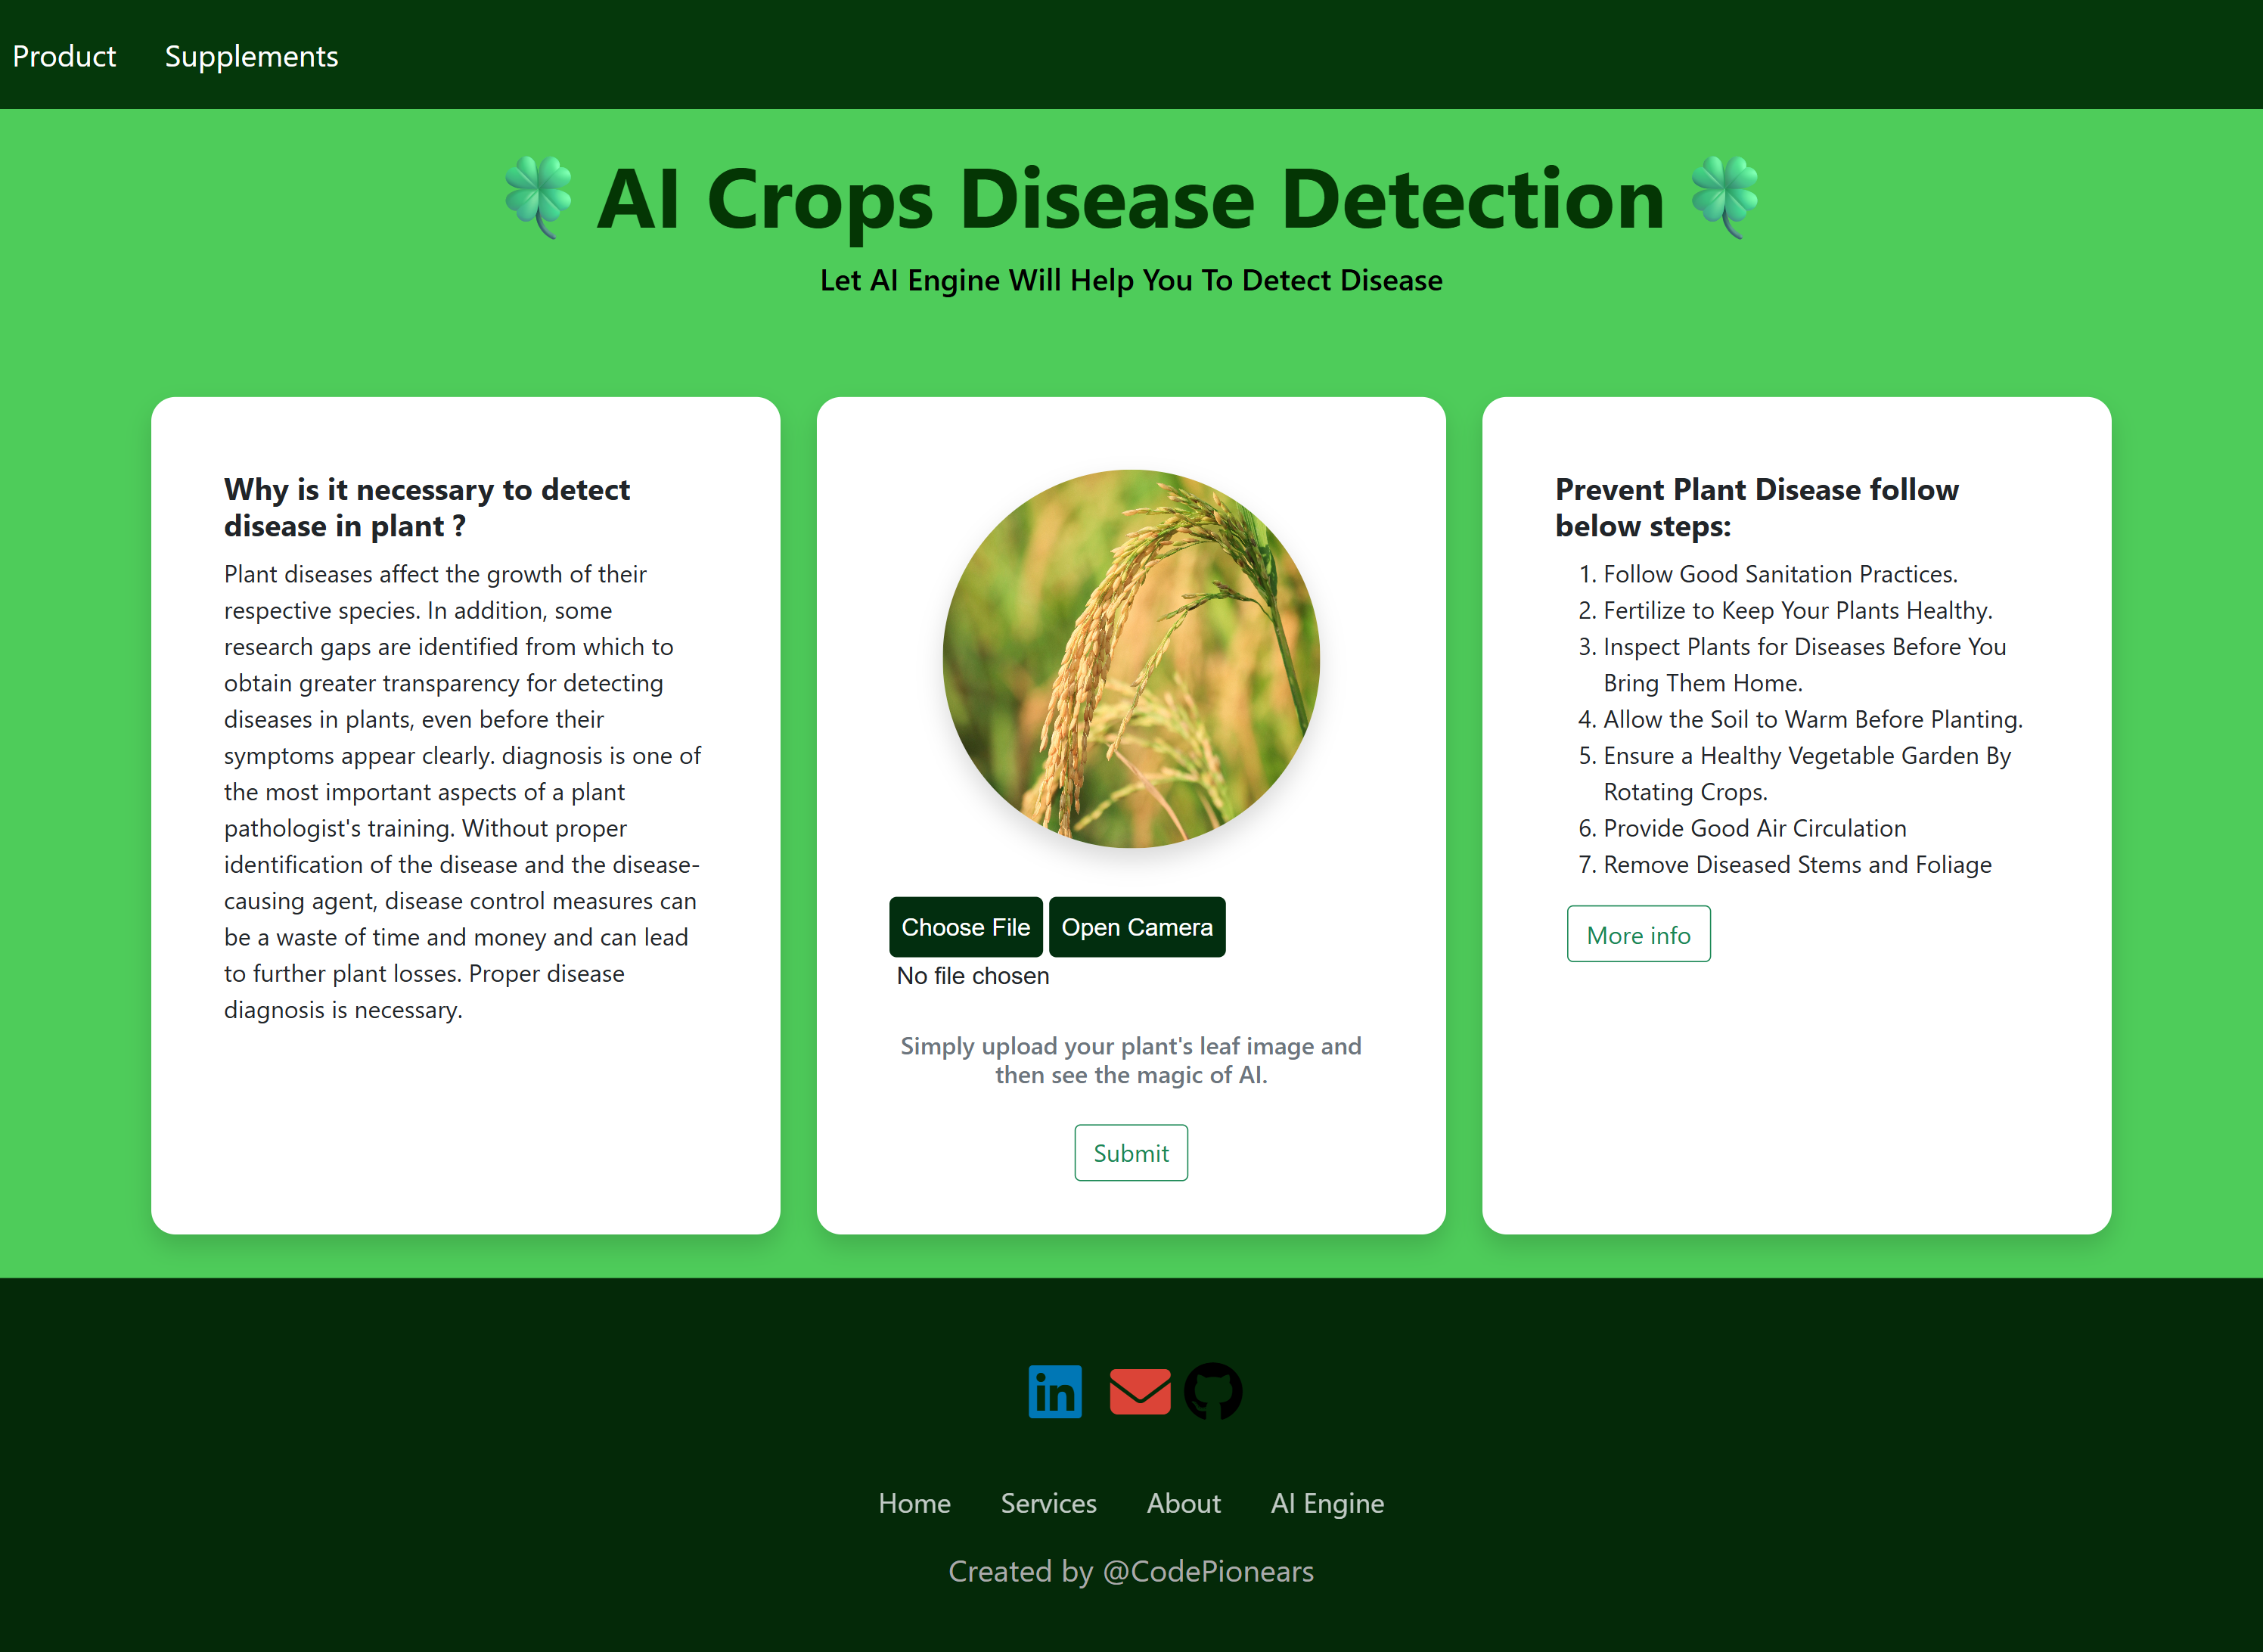 Product Supplements
AI Crops Disease Detection
Let AI Engine Will Help You To Detect Disease
Why is it necessary to detect
disease in plant ?
Plant diseases affect the growth of their
respective species. In addition, some
research gaps are identified from which to
obtain greater transparency for detecting
diseases in plants, even before their
symptoms appear clearly. diagnosis is one of
the most important aspects of a plant
pathologist's training. Without proper
identification of the disease and the disease-
causing agent, disease control measures can
be a waste of time and money and can lead
to further plant losses. Proper disease
diagnosis is necessary.
Choose File Open Camera
No file chosen
Simply upload your plant's leaf image and
then see the magic of AI.
Submit
Prevent Plant Disease follow
below steps:
1. Follow Good Sanitation Practices.
2. Fertilize to Keep Your Plants Healthy.
3. Inspect Plants for Diseases Before You
Bring Them Home.
4. Allow the Soil to Warm Before Planting.
5. Ensure a Healthy Vegetable Garden By
Rotating Crops.
6. Provide Good Air Circulation
7. Remove Diseased Stems and Foliage
More info
in
Home Services About AI Engine
Created by @CodePionears